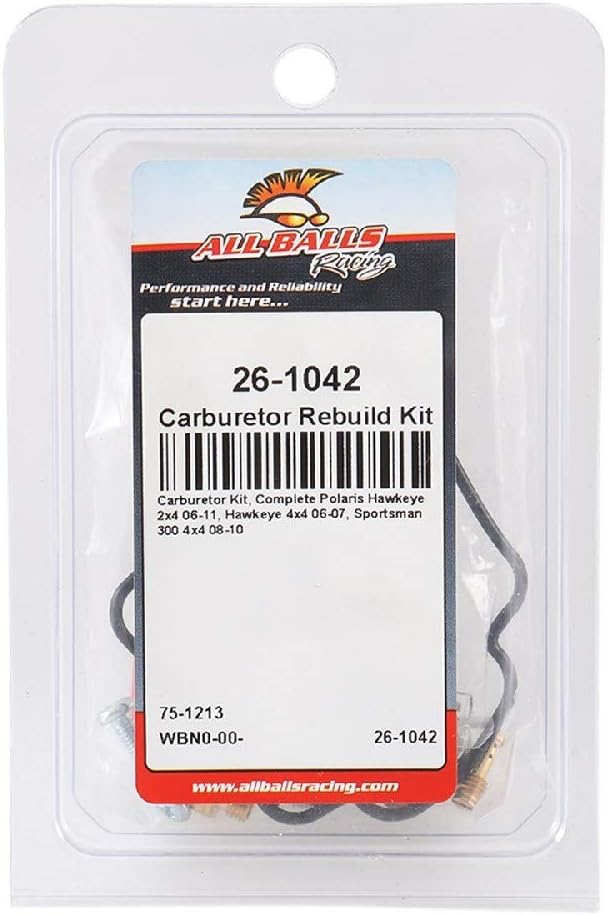 ALL BALLS
Racing
Performance and Reliability
start here...
26-1042
Carburetor Rebuild Kit
Carburetor Kit, Complete Polaris Hawkeye
2x4 06-11, Hawkeye 4x4 06-07, Sportsman
300 4x4 08-10
75-1213
WBN0-00- 26-1042
www.allballsracing.com